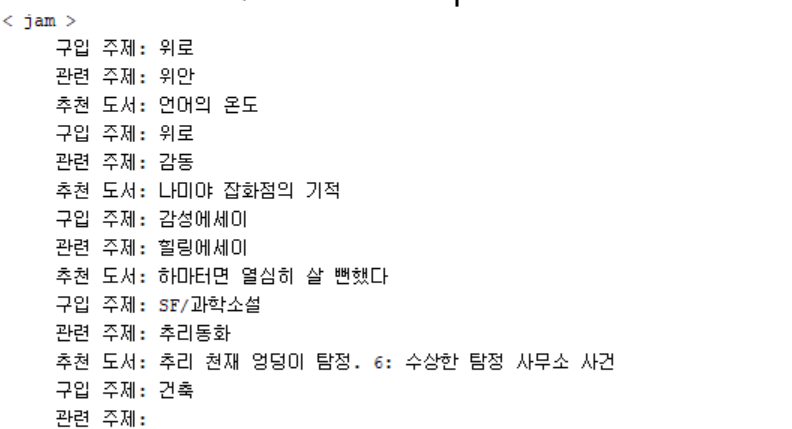 < jam >
구입 주제: 위로
관련 주제: 위안
추천 도서: 언어의 온도
구입 주제: 위로
관련 주제: 감동
추천 도서: 나미야 잡화점의 기적
구입 주제: 감성에세이
관련 주제: 힐링에세이
추천 도서: 하마터면 열심히 살 뻔했다
구입 주제: SF/과학소설
관련 주제: 추리동화
추천 도서: 추리 천재 엉덩이 탐정. 6: 수상한 탐정 사무소 사건
구입 주제: 건축
관련 주제: